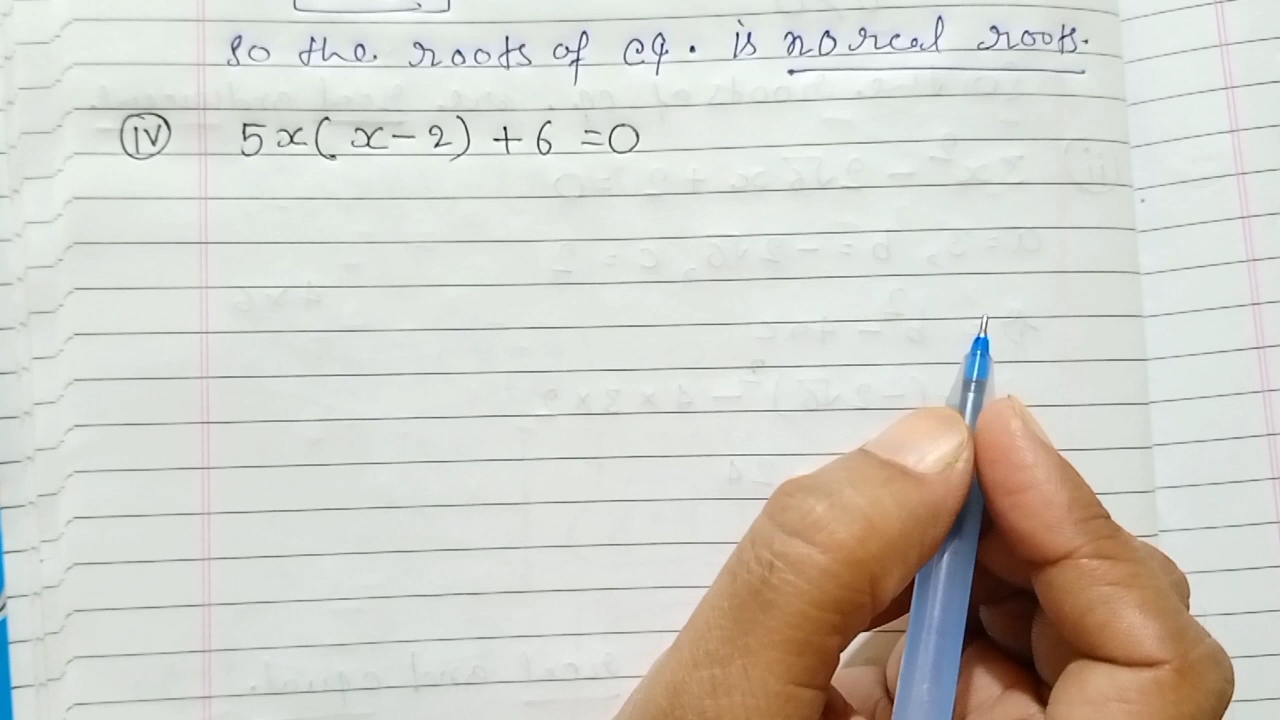 so the roots of eq. is no real roots.
(iv) 5x(x-2) + 6 = 0